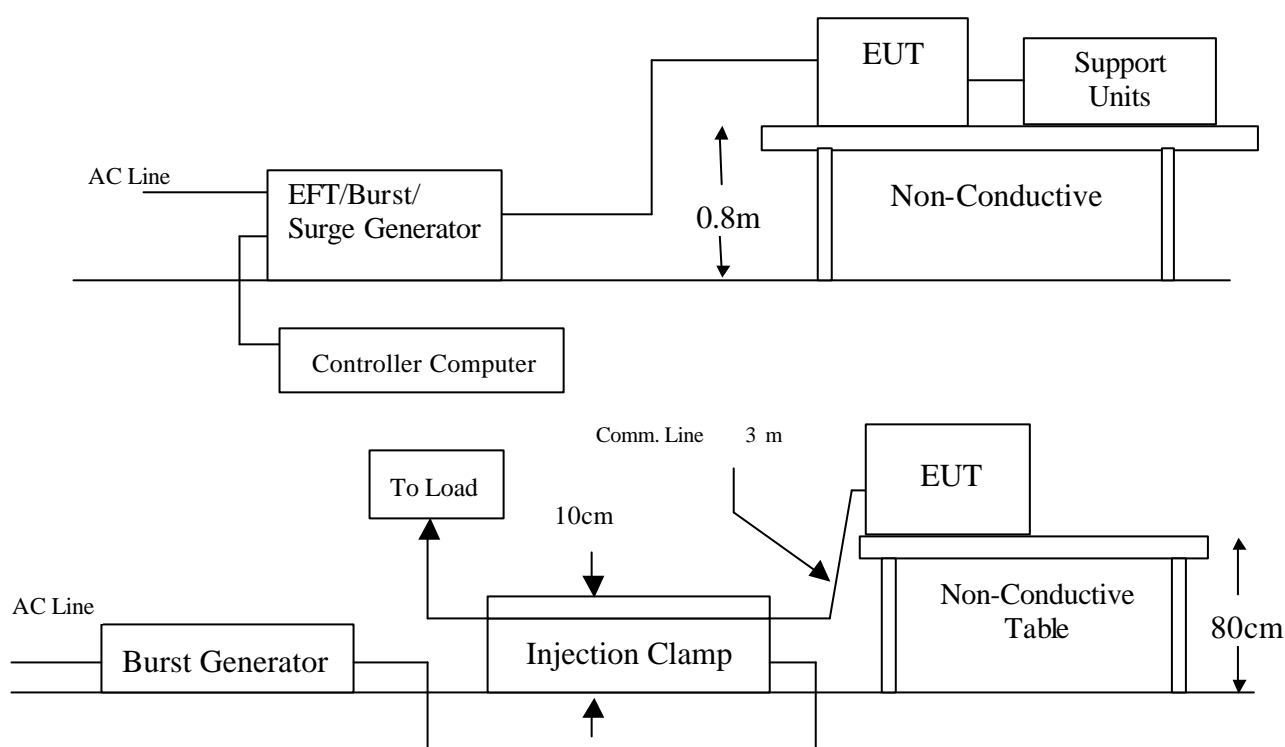 EUT
Support
Units
AC Line
EFT/Burst/
Surge Generator
0.8m
Non-Conductive
Controller Computer
Comm. Line 3 m
To Load
10cm
EUT
AC Line
Burst Generator
Injection Clamp
Non-Conductive
Table
80cm